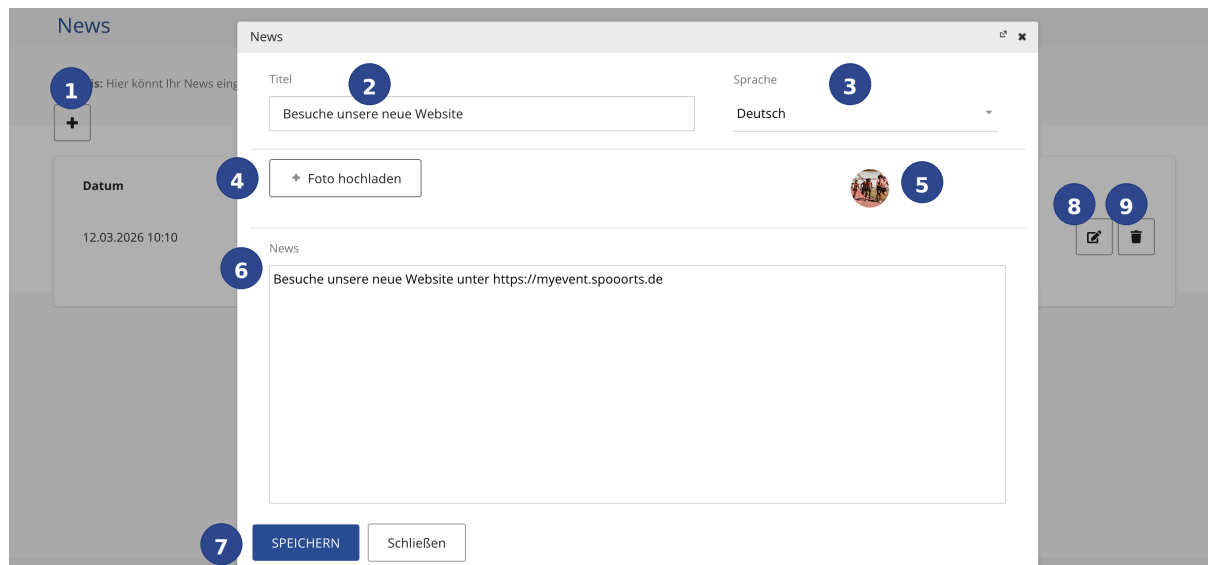 News
News
Titel
2
Sprache
3
1
is: Hier könnt Ihr News eing
Besuche unsere neue Website
Deutsch
4
Foto hochladen
5
Datum
8
9
12.03.2026 10:10
News
6
Besuche unsere neue Website unter https://myevent.spooorts.de
7
SPEICHERN
Schließen